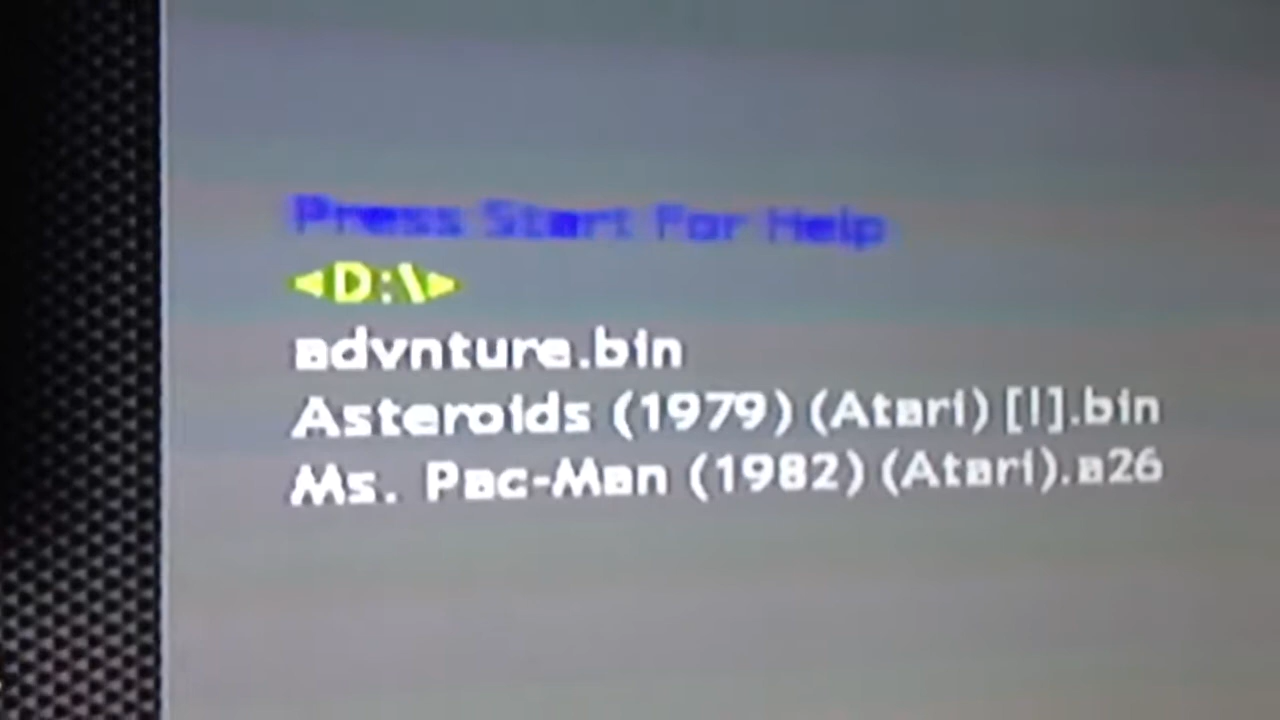 Press Start For Help
<D:\>
advnture.bin
Asteroids (1979) (Atari) [!].bin
Ms. Pac-Man (1982) (Atari).a26